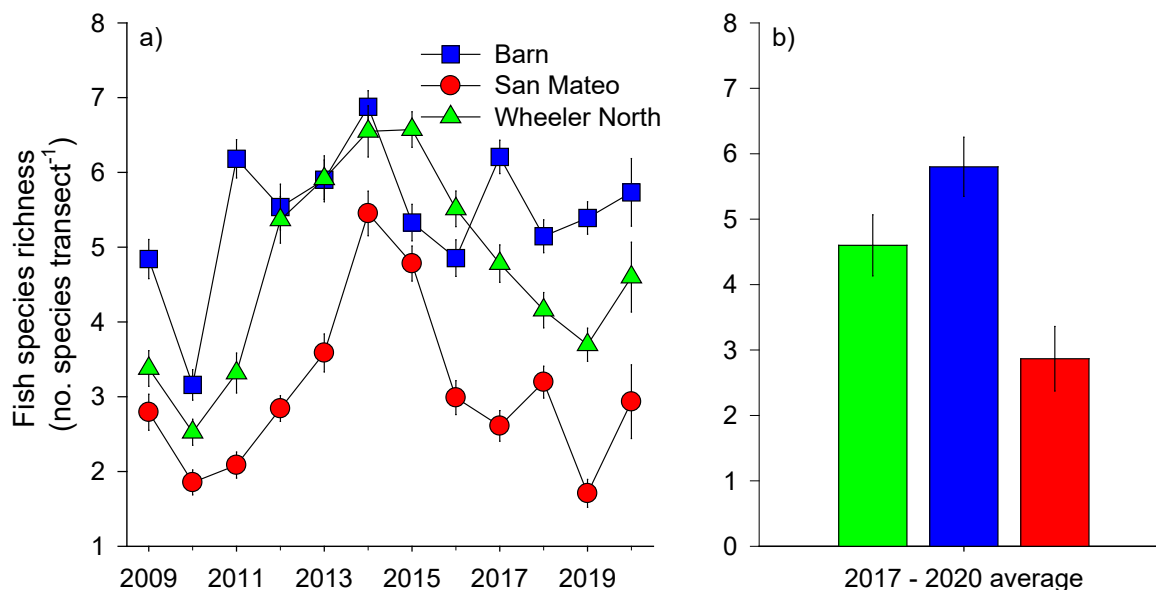 a)
Barn
San Mateo
Wheeler North
Fish species richness
(no. species transect⁻¹)
8
7
6
5
4
3
2
1
2009 2011 2013 2015 2017 2019
b)
8
7
6
5
4
3
2
1
0
2017 - 2020 average